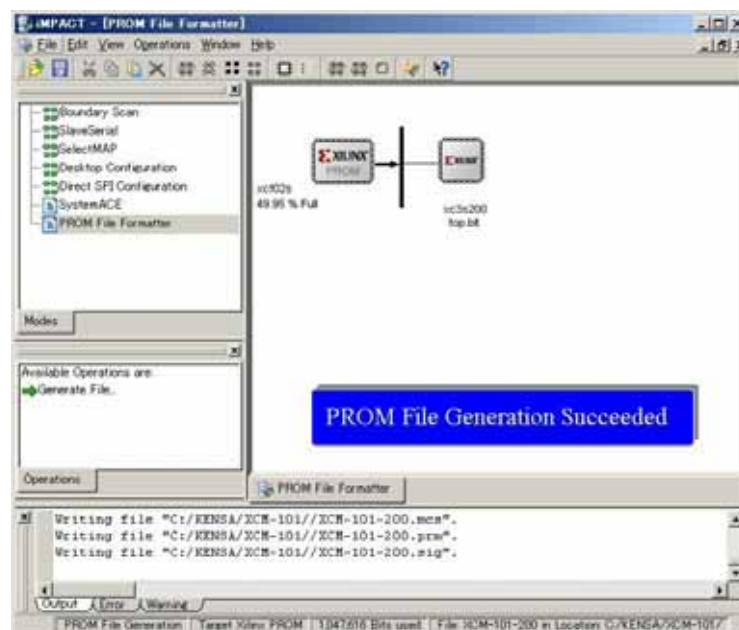 iMPACT - [PROM File Formatter]
File Edit View Operations Window Help
Boundary Scan
SlaveSerial
SelectMAP
Desktop Configuration
Direct SPI Configuration
SystemACE
PROM File Formatter
Modes
Available Operations are:
Generate File...
Operations
XILINX
PROM
xcf02s
49.95 % Full
XILINX
xc3s200
top.bit
PROM File Generation Succeeded
PROM File Formatter
Writing file "C:/KENSA/XCM-101//XCM-101-200.mcs".
Writing file "C:/KENSA/XCM-101//XCM-101-200.prm".
Writing file "C:/KENSA/XCM-101//XCM-101-200.sig".
Output Error Warning
PROM File Generation Target Xilinx PROM 1,047,616 Bits used File: XCM-101-200 in Location: C:/KENSA/XCM-101/